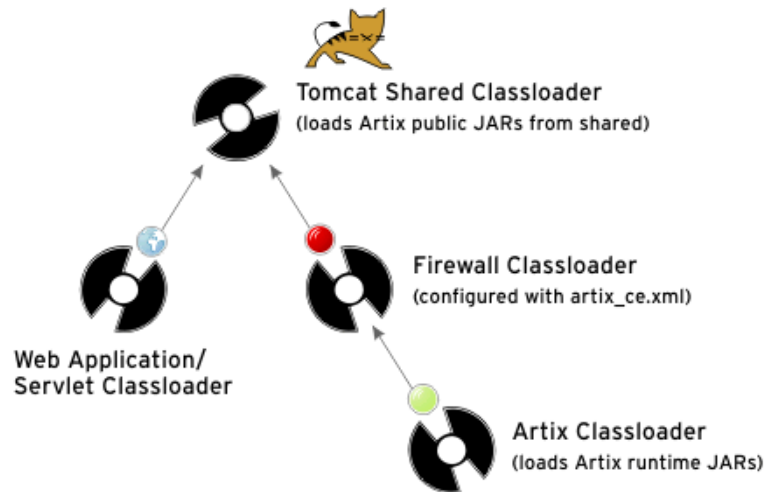 Tomcat Shared Classloader
(loads Artix public JARs from shared)
Firewall Classloader
(configured with artix_ce.xml)
Web Application/
Servlet Classloader
Artix Classloader
(loads Artix runtime JARs)